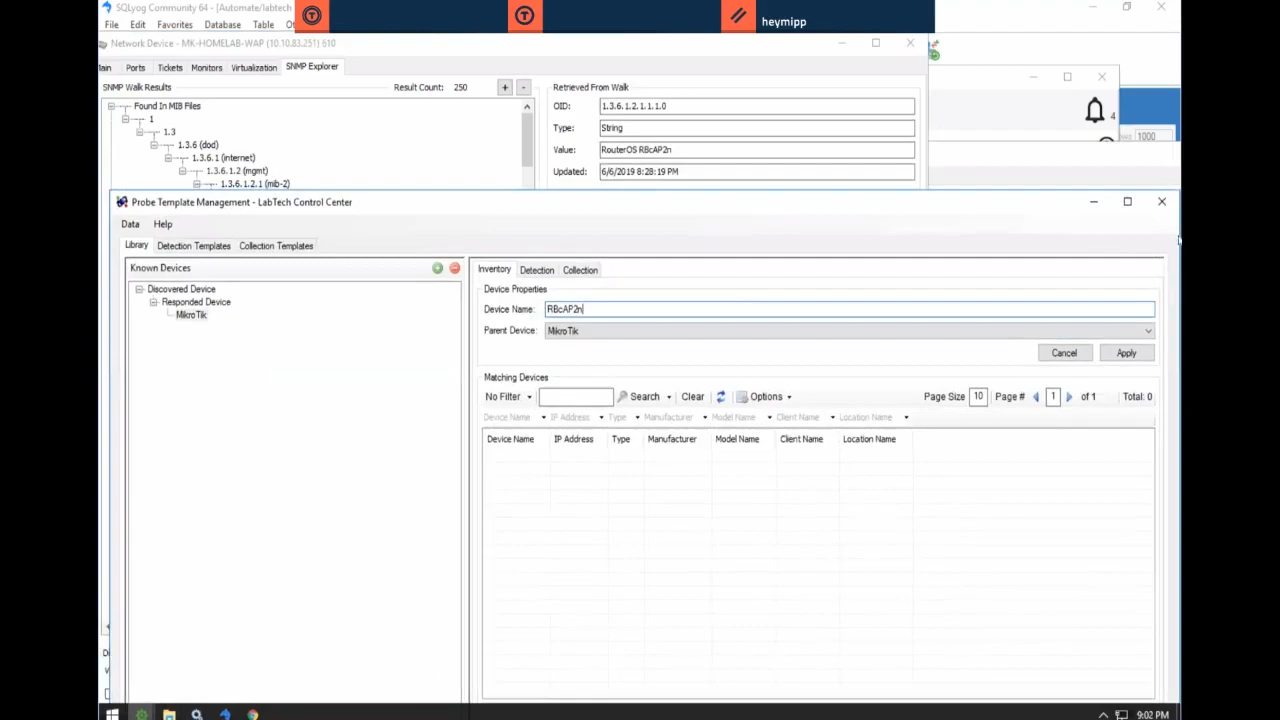 SQLyog Community 64 - [Automate/labtech
heymipp
File Edit Favorites Database Table
Network Device - MK-HOMELAB-WAP (10.10.83.251) 610
Ports Tickets Monitors Virtualization SNMP Explorer
SNMP Walk Results Result Count: 250 + -
Found In MIB Files
1
1.3
1.3.6 (dod)
1.3.6.1 (internet)
1.3.6.1.2 (mgmt)
1.3.6.1.2.1 (mib-2)
Retrieved From Walk
OID: 1.3.6.1.2.1.1.1.0
Type: String
Value: RouterOS RBcAP2n
Updated: 6/6/2019 8:28:19 PM
4
1000
Probe Template Management - LabTech Control Center
Data Help
Library Detection Templates Collection Templates
Known Devices
Discovered Device
Responded Device
MikroTik
Inventory Detection Collection
Device Properties
Device Name: RBcAP2n
Parent Device: MikroTik
Cancel Apply
Matching Devices
No Filter Search Clear Options Page Size 10 Page # 1 of 1 Total: 0
Device Name IP Address Type Manufacturer Model Name Client Name Location Name
Device Name IP Address Type Manufacturer Model Name Client Name Location Name
9:02 PM